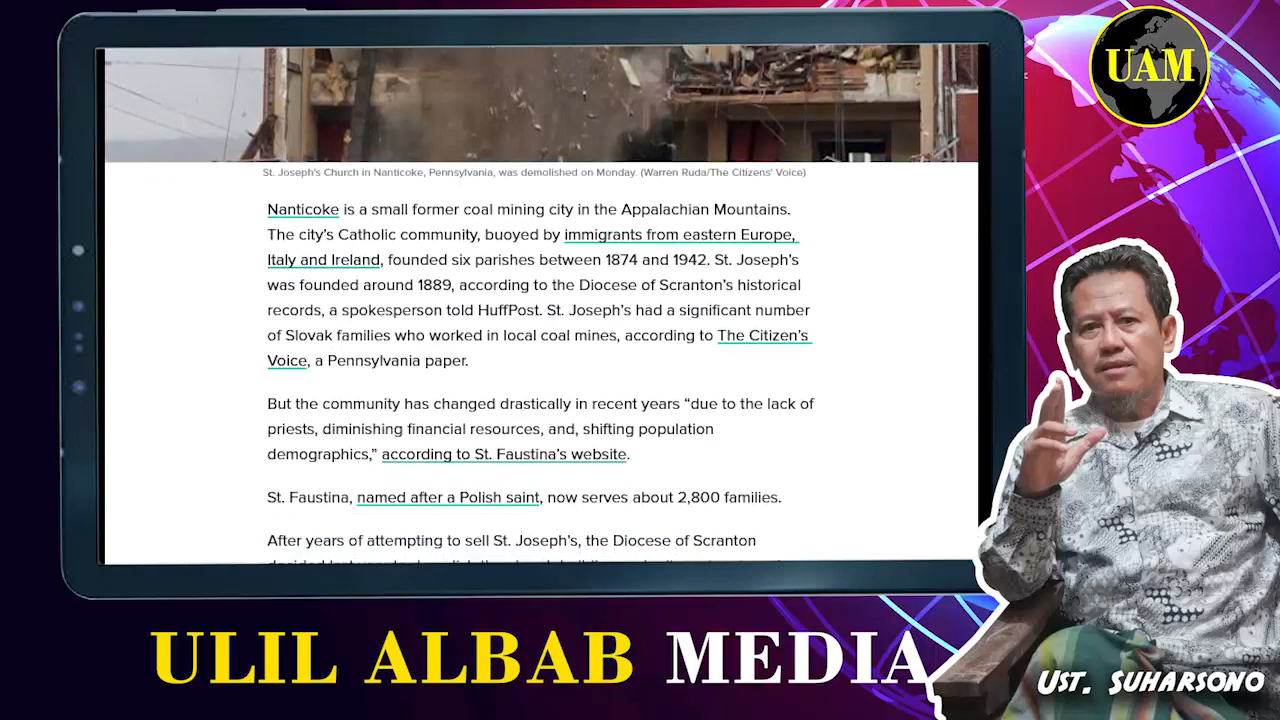 UAM
St. Joseph's Church in Nanticoke, Pennsylvania, was demolished on Monday. (Warren Ruda/The Citizens' Voice)
Nanticoke is a small former coal mining city in the Appalachian Mountains.
The city's Catholic community, buoyed by immigrants from eastern Europe,
Italy and Ireland, founded six parishes between 1874 and 1942. St. Joseph's
was founded around 1889, according to the Diocese of Scranton's historical
records, a spokesperson told HuffPost. St. Joseph's had a significant number
of Slovak families who worked in local coal mines, according to The Citizen's
Voice, a Pennsylvania paper.
But the community has changed drastically in recent years “due to the lack of
priests, diminishing financial resources, and, shifting population
demographics,” according to St. Faustina's website.
St. Faustina, named after a Polish saint, now serves about 2,800 families.
After years of attempting to sell St. Joseph's, the Diocese of Scranton
ULIL ALBAB MEDIA
UST. SUHARSONO